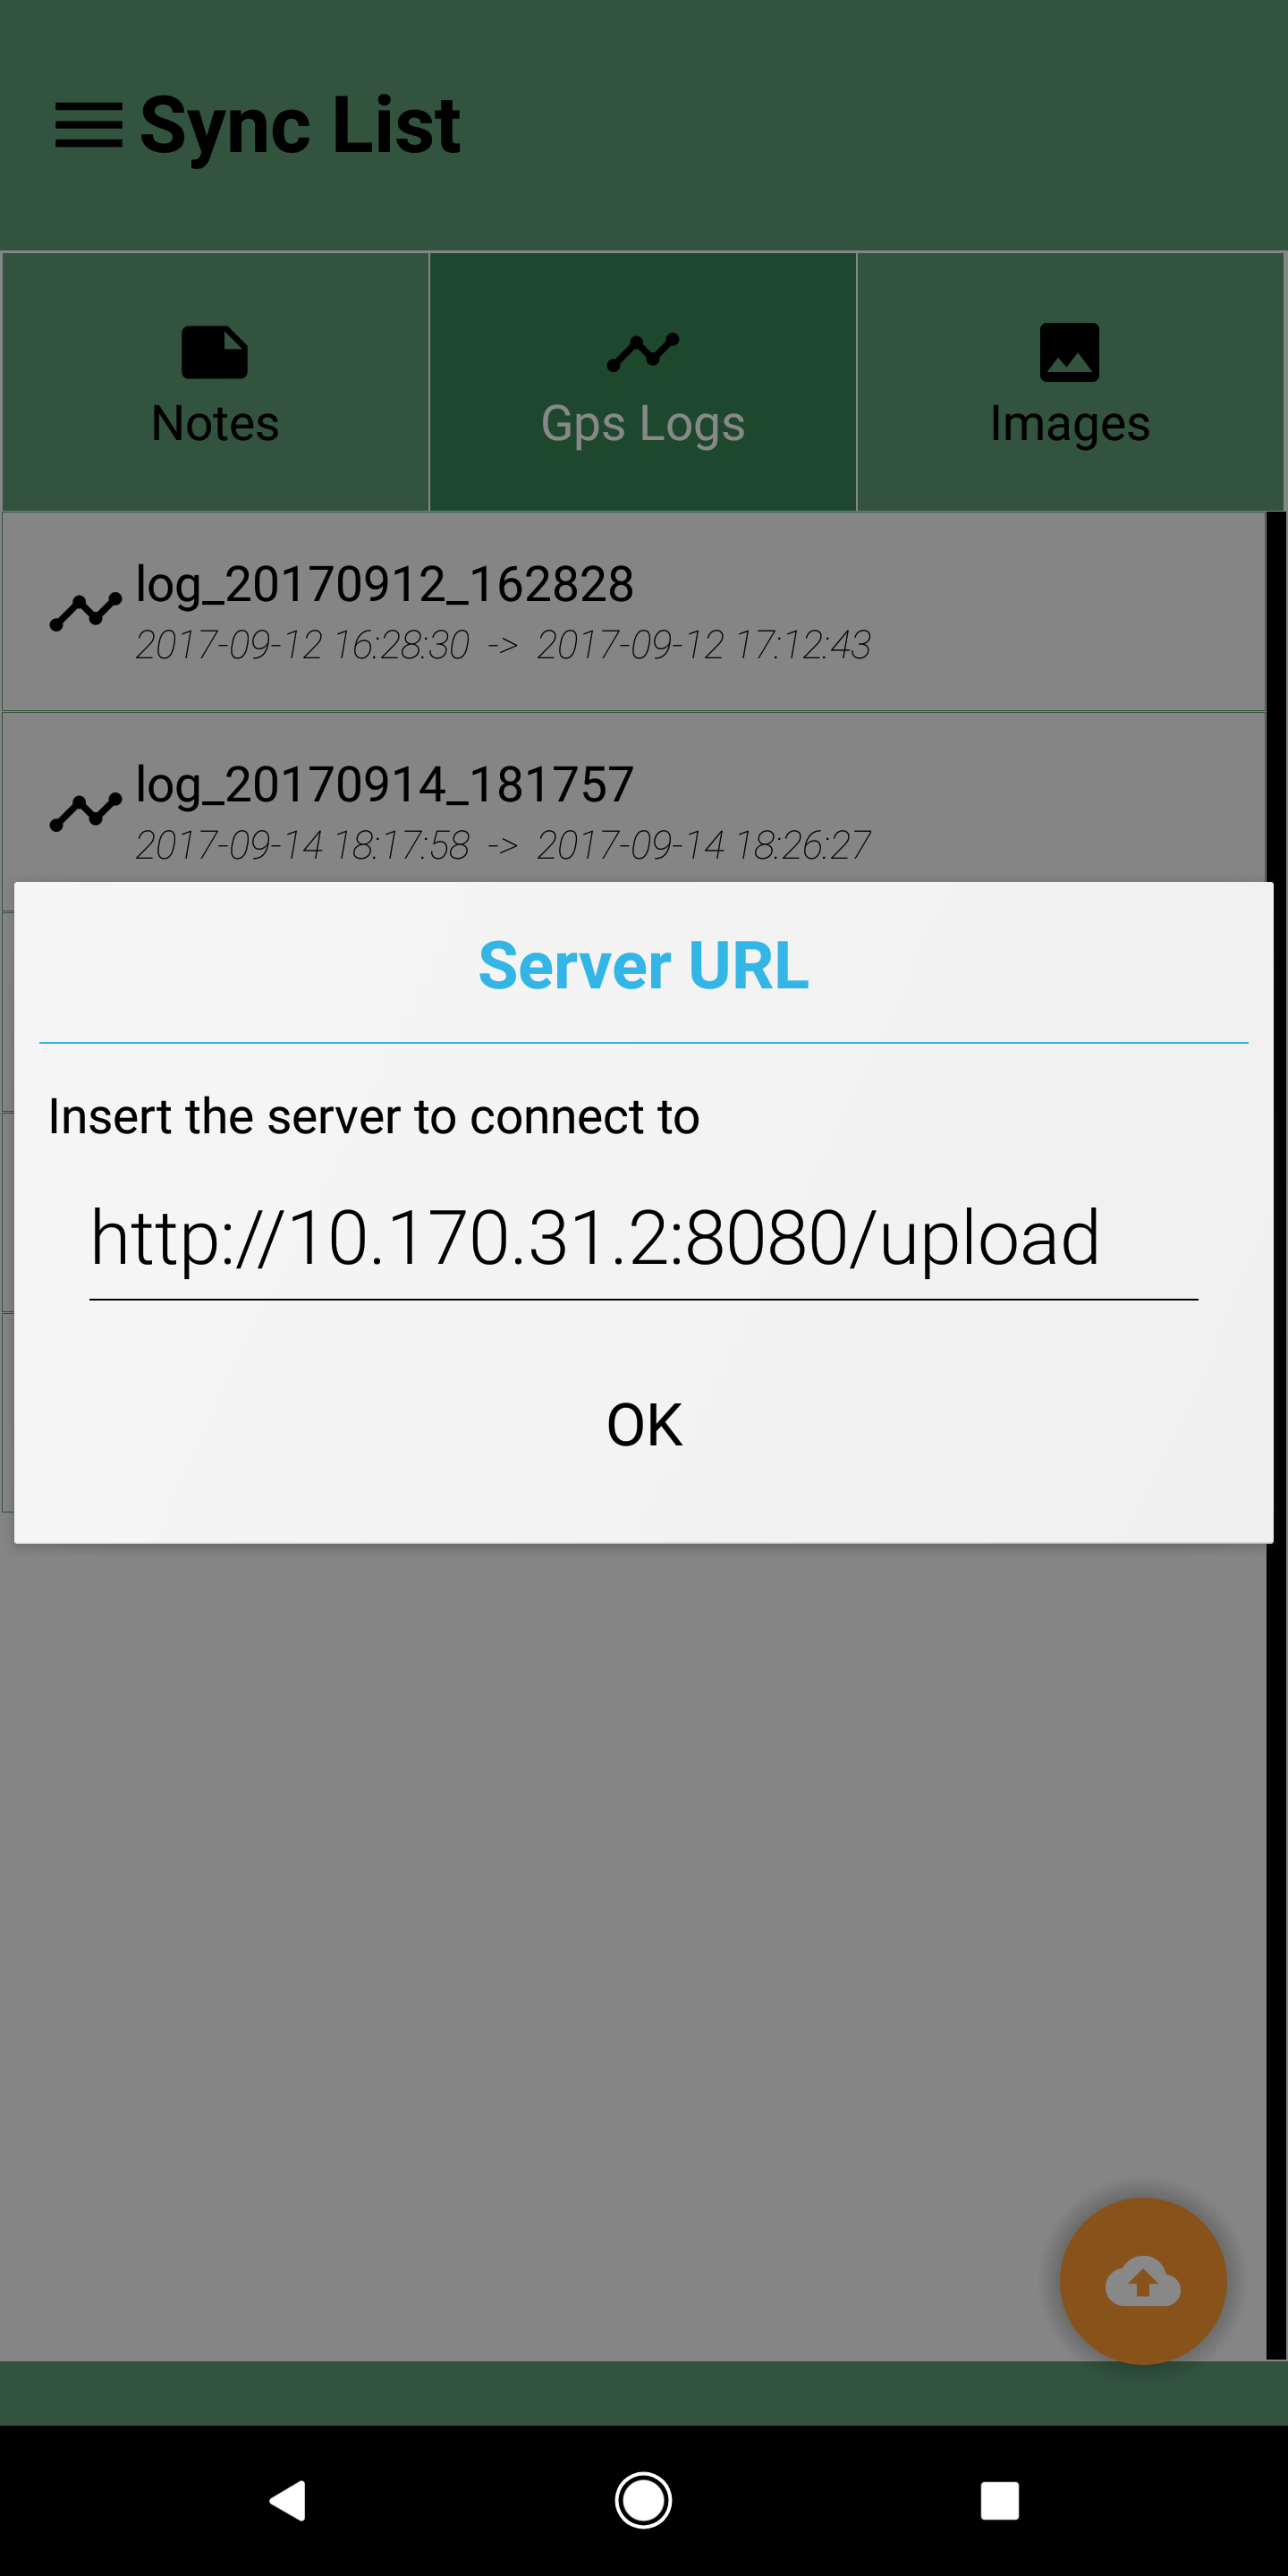 Sync List
Notes
Gps Logs
Images
log_20170912_162828
2017-09-12 16:28:30 -> 2017-09-12 17:12:43
log_20170914_181757
2017-09-14 18:17:58 -> 2017-09-14 18:26:27
Server URL
Insert the server to connect to
http://10.170.31.2:8080/upload
OK